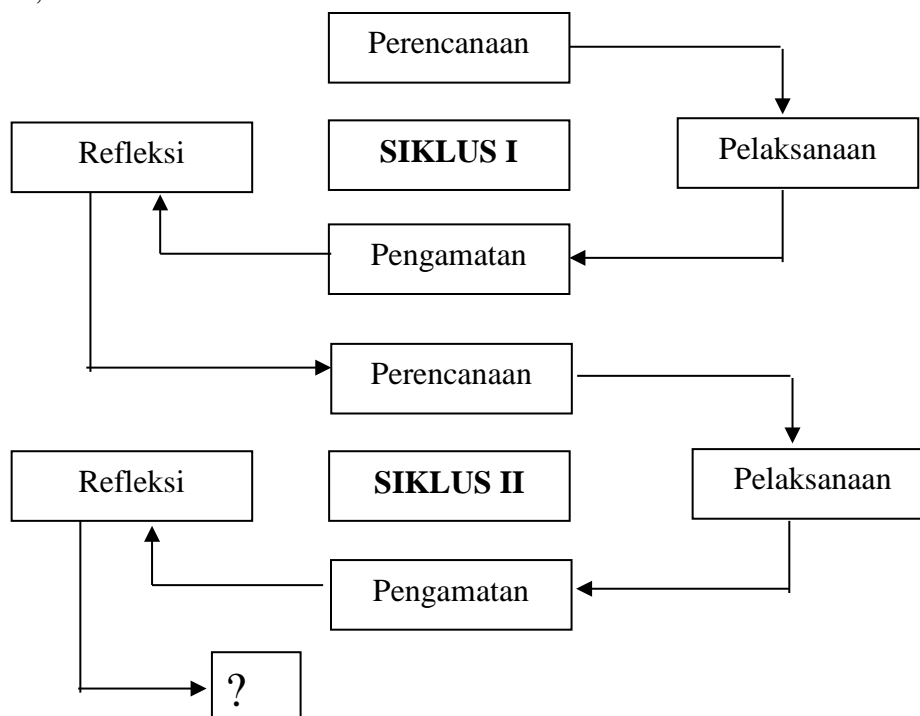 Perencanaan
Refleksi
SIKLUS I
Pelaksanaan
Pengamatan
Perencanaan
Refleksi
SIKLUS II
Pelaksanaan
Pengamatan
?